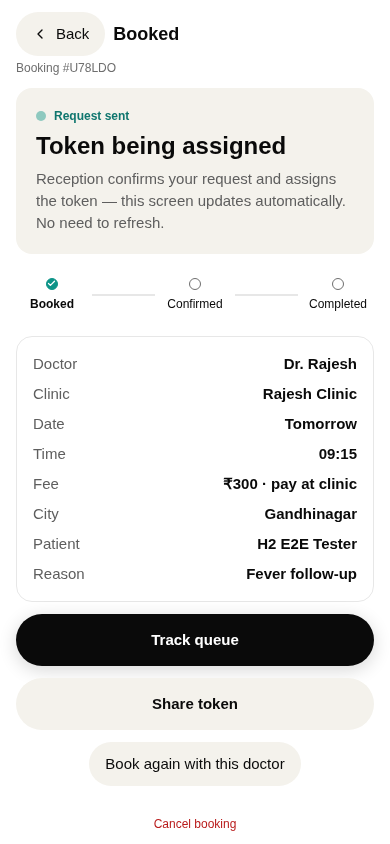 Back
Booked
Booking #U78LDO
Request sent
Token being assigned
Reception confirms your request and assigns
the token — this screen updates automatically.
No need to refresh.
Booked
Confirmed
Completed
Doctor Dr. Rajesh
Clinic Rajesh Clinic
Date Tomorrow
Time 09:15
Fee ₹300 · pay at clinic
City Gandhinagar
Patient H2 E2E Tester
Reason Fever follow-up
Track queue
Share token
Book again with this doctor
Cancel booking